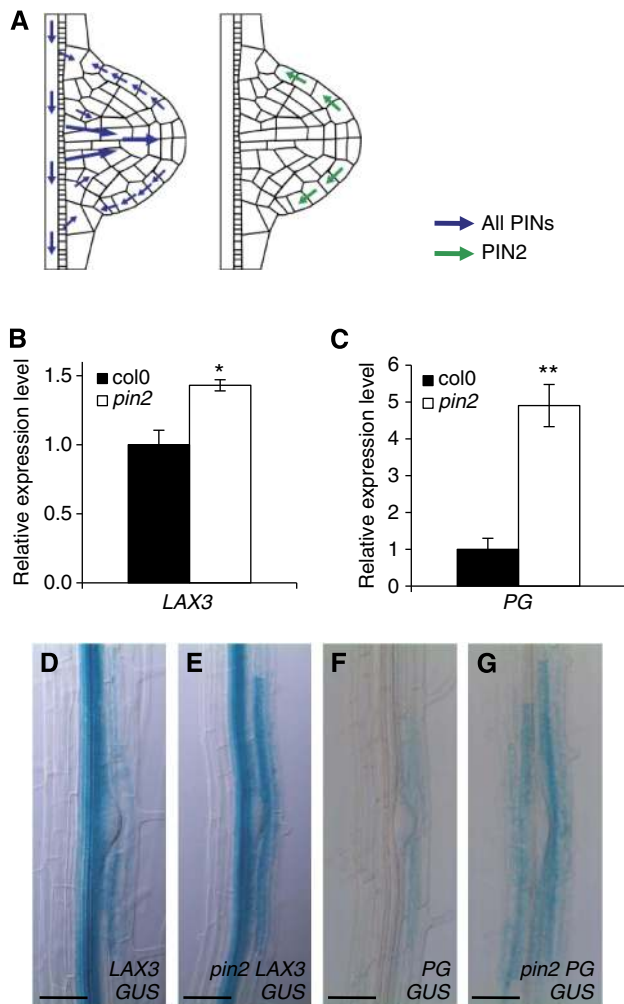 A
All PINs
PIN2
B
Relative expression level
1.5
1.0
0.5
0.0
col0
pin2
*
LAX3
C
Relative expression level
6
5
4
3
2
1
0
col0
pin2
**
PG
D
LAX3
GUS
E
pin2 LAX3
GUS
F
PG
GUS
G
pin2 PG
GUS